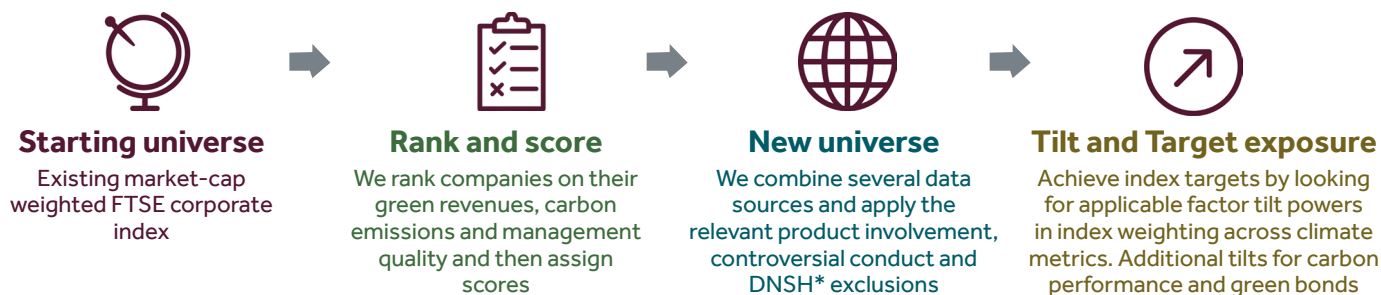 Starting universe
Existing market-cap
weighted FTSE corporate
index
Rank and score
We rank companies on their
green revenues, carbon
emissions and management
quality and then assign
scores
New universe
We combine several data
sources and apply the
relevant product involvement,
controversial conduct and
DNSH* exclusions
Tilt and Target exposure
Achieve index targets by looking
for applicable factor tilt powers
in index weighting across climate
metrics. Additional tilts for carbon
performance and green bonds